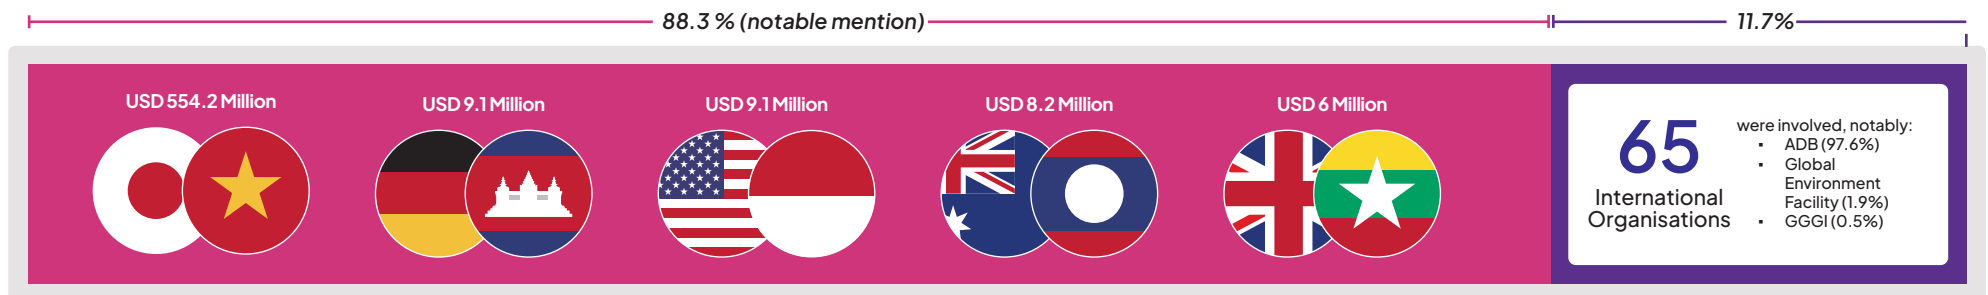 88.3 % (notable mention)
11.7%
USD 554.2 Million
USD 9.1 Million
USD 9.1 Million
USD 8.2 Million
USD 6 Million
65
International
Organisations
were involved, notably:
▪ ADB (97.6%)
▪ Global
Environment
Facility (1.9%)
▪ GGGI (0.5%)